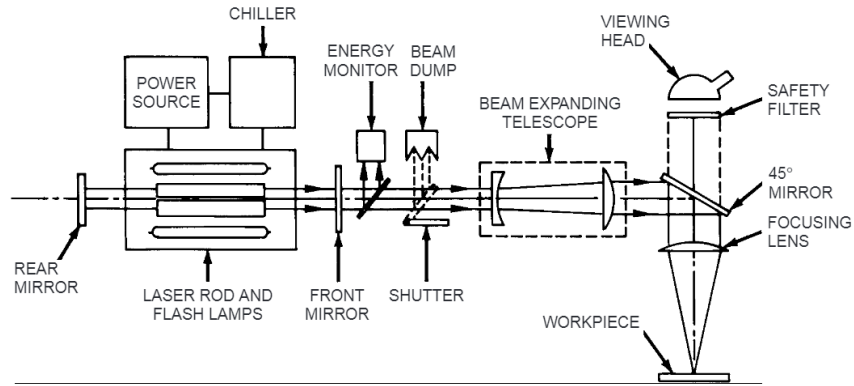 CHILLER
POWER
SOURCE
ENERGY
MONITOR
BEAM
DUMP
VIEWING
HEAD
BEAM EXPANDING
TELESCOPE
SAFETY
FILTER
45°
MIRROR
FOCUSING
LENS
REAR
MIRROR
LASER ROD AND
FLASH LAMPS
FRONT
MIRROR
SHUTTER
WORKPIECE